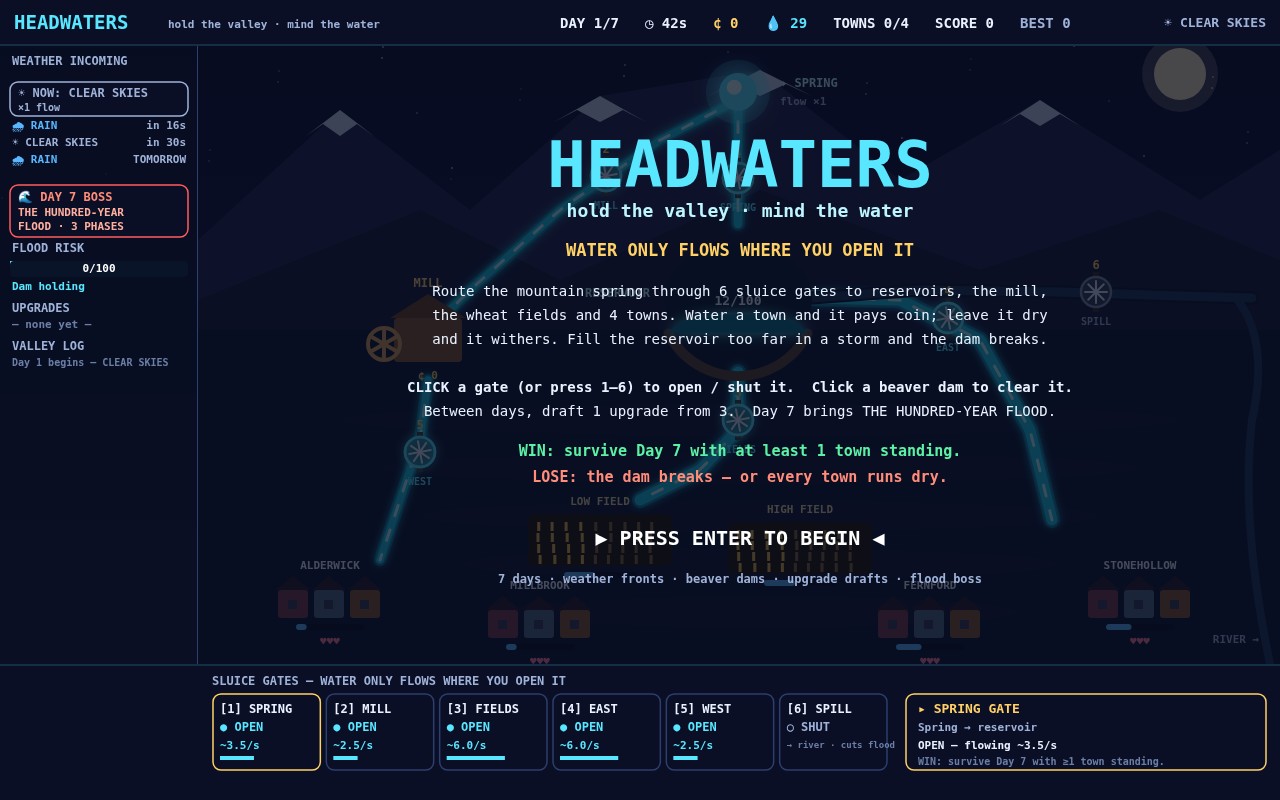 HEADWATERS
hold the valley · mind the water
DAY 1/7
◷ 42s
¢ 0
💧 29
TOWNS 0/4
SCORE 0
BEST 0
☀ CLEAR SKIES
WEATHER INCOMING
☀ NOW: CLEAR SKIES
×1 flow
🌧 RAIN in 16s
☀ CLEAR SKIES in 30s
🌧 RAIN TOMORROW
🌊 DAY 7 BOSS
THE HUNDRED-YEAR
FLOOD · 3 PHASES
FLOOD RISK
0/100
Dam holding
UPGRADES
— none yet —
VALLEY LOG
Day 1 begins — CLEAR SKIES
SPRING
flow ×1
HEADWATERS
hold the valley · mind the water
WATER ONLY FLOWS WHERE YOU OPEN IT
MILL
12/100
6
SPILL
Route the mountain spring through 6 sluice gates to reservoirs, the mill,
the wheat fields and 4 towns. Water a town and it pays coin; leave it dry
and it withers. Fill the reservoir too far in a storm and the dam breaks.
EAST
¢ 0
CLICK a gate (or press 1–6) to open / shut it.  Click a beaver dam to clear it.
Between days, draft 1 upgrade from 3.  Day 7 brings THE HUNDRED-YEAR FLOOD.
5
WEST
WIN: survive Day 7 with at least 1 town standing.
LOSE: the dam breaks — or every town runs dry.
LOW FIELD
HIGH FIELD
▶ PRESS ENTER TO BEGIN ◀
7 days · weather fronts · beaver dams · upgrade drafts · flood boss
ALDERWICK
MILLBROOK
FERNFORD
STONEHOLLOW
♥♥♥
♥♥♥
♥♥♥
♥♥♥
RIVER →
SLUICE GATES — WATER ONLY FLOWS WHERE YOU OPEN IT
[1] SPRING
● OPEN
~3.5/s
[2] MILL
● OPEN
~2.5/s
[3] FIELDS
● OPEN
~6.0/s
[4] EAST
● OPEN
~6.0/s
[5] WEST
● OPEN
~2.5/s
[6] SPILL
○ SHUT
→ river · cuts flood
▸ SPRING GATE
Spring → reservoir
OPEN — flowing ~3.5/s
WIN: survive Day 7 with ≥1 town standing.